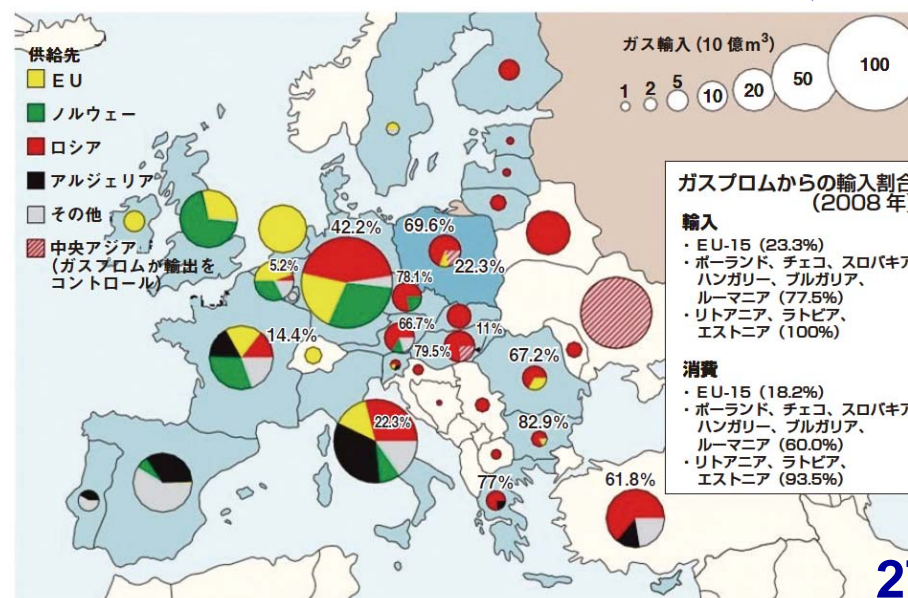 供給先
EU
ノルウェー
ロシア
アルジェリア
その他
中央アジア
(ガスプロムが輸出を
コントロール)
ガス輸入(10億m³)
1 2 5 10 20 50 100
ガスプロムからの輸入割合
(2008年)
輸入
・EU-15(23.3%)
・ポーランド、チェコ、スロバキア
ハンガリー、ブルガリア、
ルーマニア(77.5%)
・リトアニア、ラトビア、
エストニア(100%)
消費
・EU-15(18.2%)
・ポーランド、チェコ、スロバキア
ハンガリー、ブルガリア、
ルーマニア(60.0%)
・リトアニア、ラトビア、
エストニア(93.5%)
42.2%
69.6%
22.3%
5.2%
78.1%
14.4%
66.7%
11%
79.5%
67.2%
22.3%
82.9%
77%
61.8%